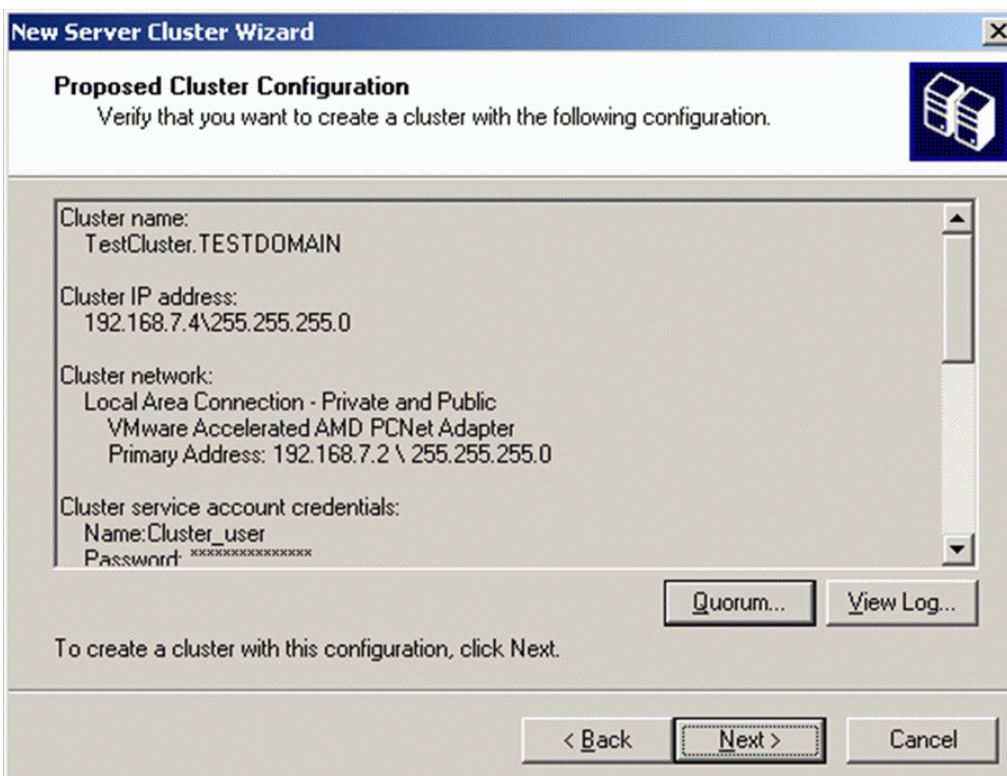 New Server Cluster Wizard
Proposed Cluster Configuration
Verify that you want to create a cluster with the following configuration.
Cluster name:
TestCluster.TESTDOMAIN
Cluster IP address:
192.168.7.4\255.255.255.0
Cluster network:
Local Area Connection - Private and Public
VMware Accelerated AMD PCNet Adapter
Primary Address: 192.168.7.2 \ 255.255.255.0
Cluster service account credentials:
Name:Cluster_user
Password: ***************
Quorum... View Log...
To create a cluster with this configuration, click Next.
< Back Next > Cancel